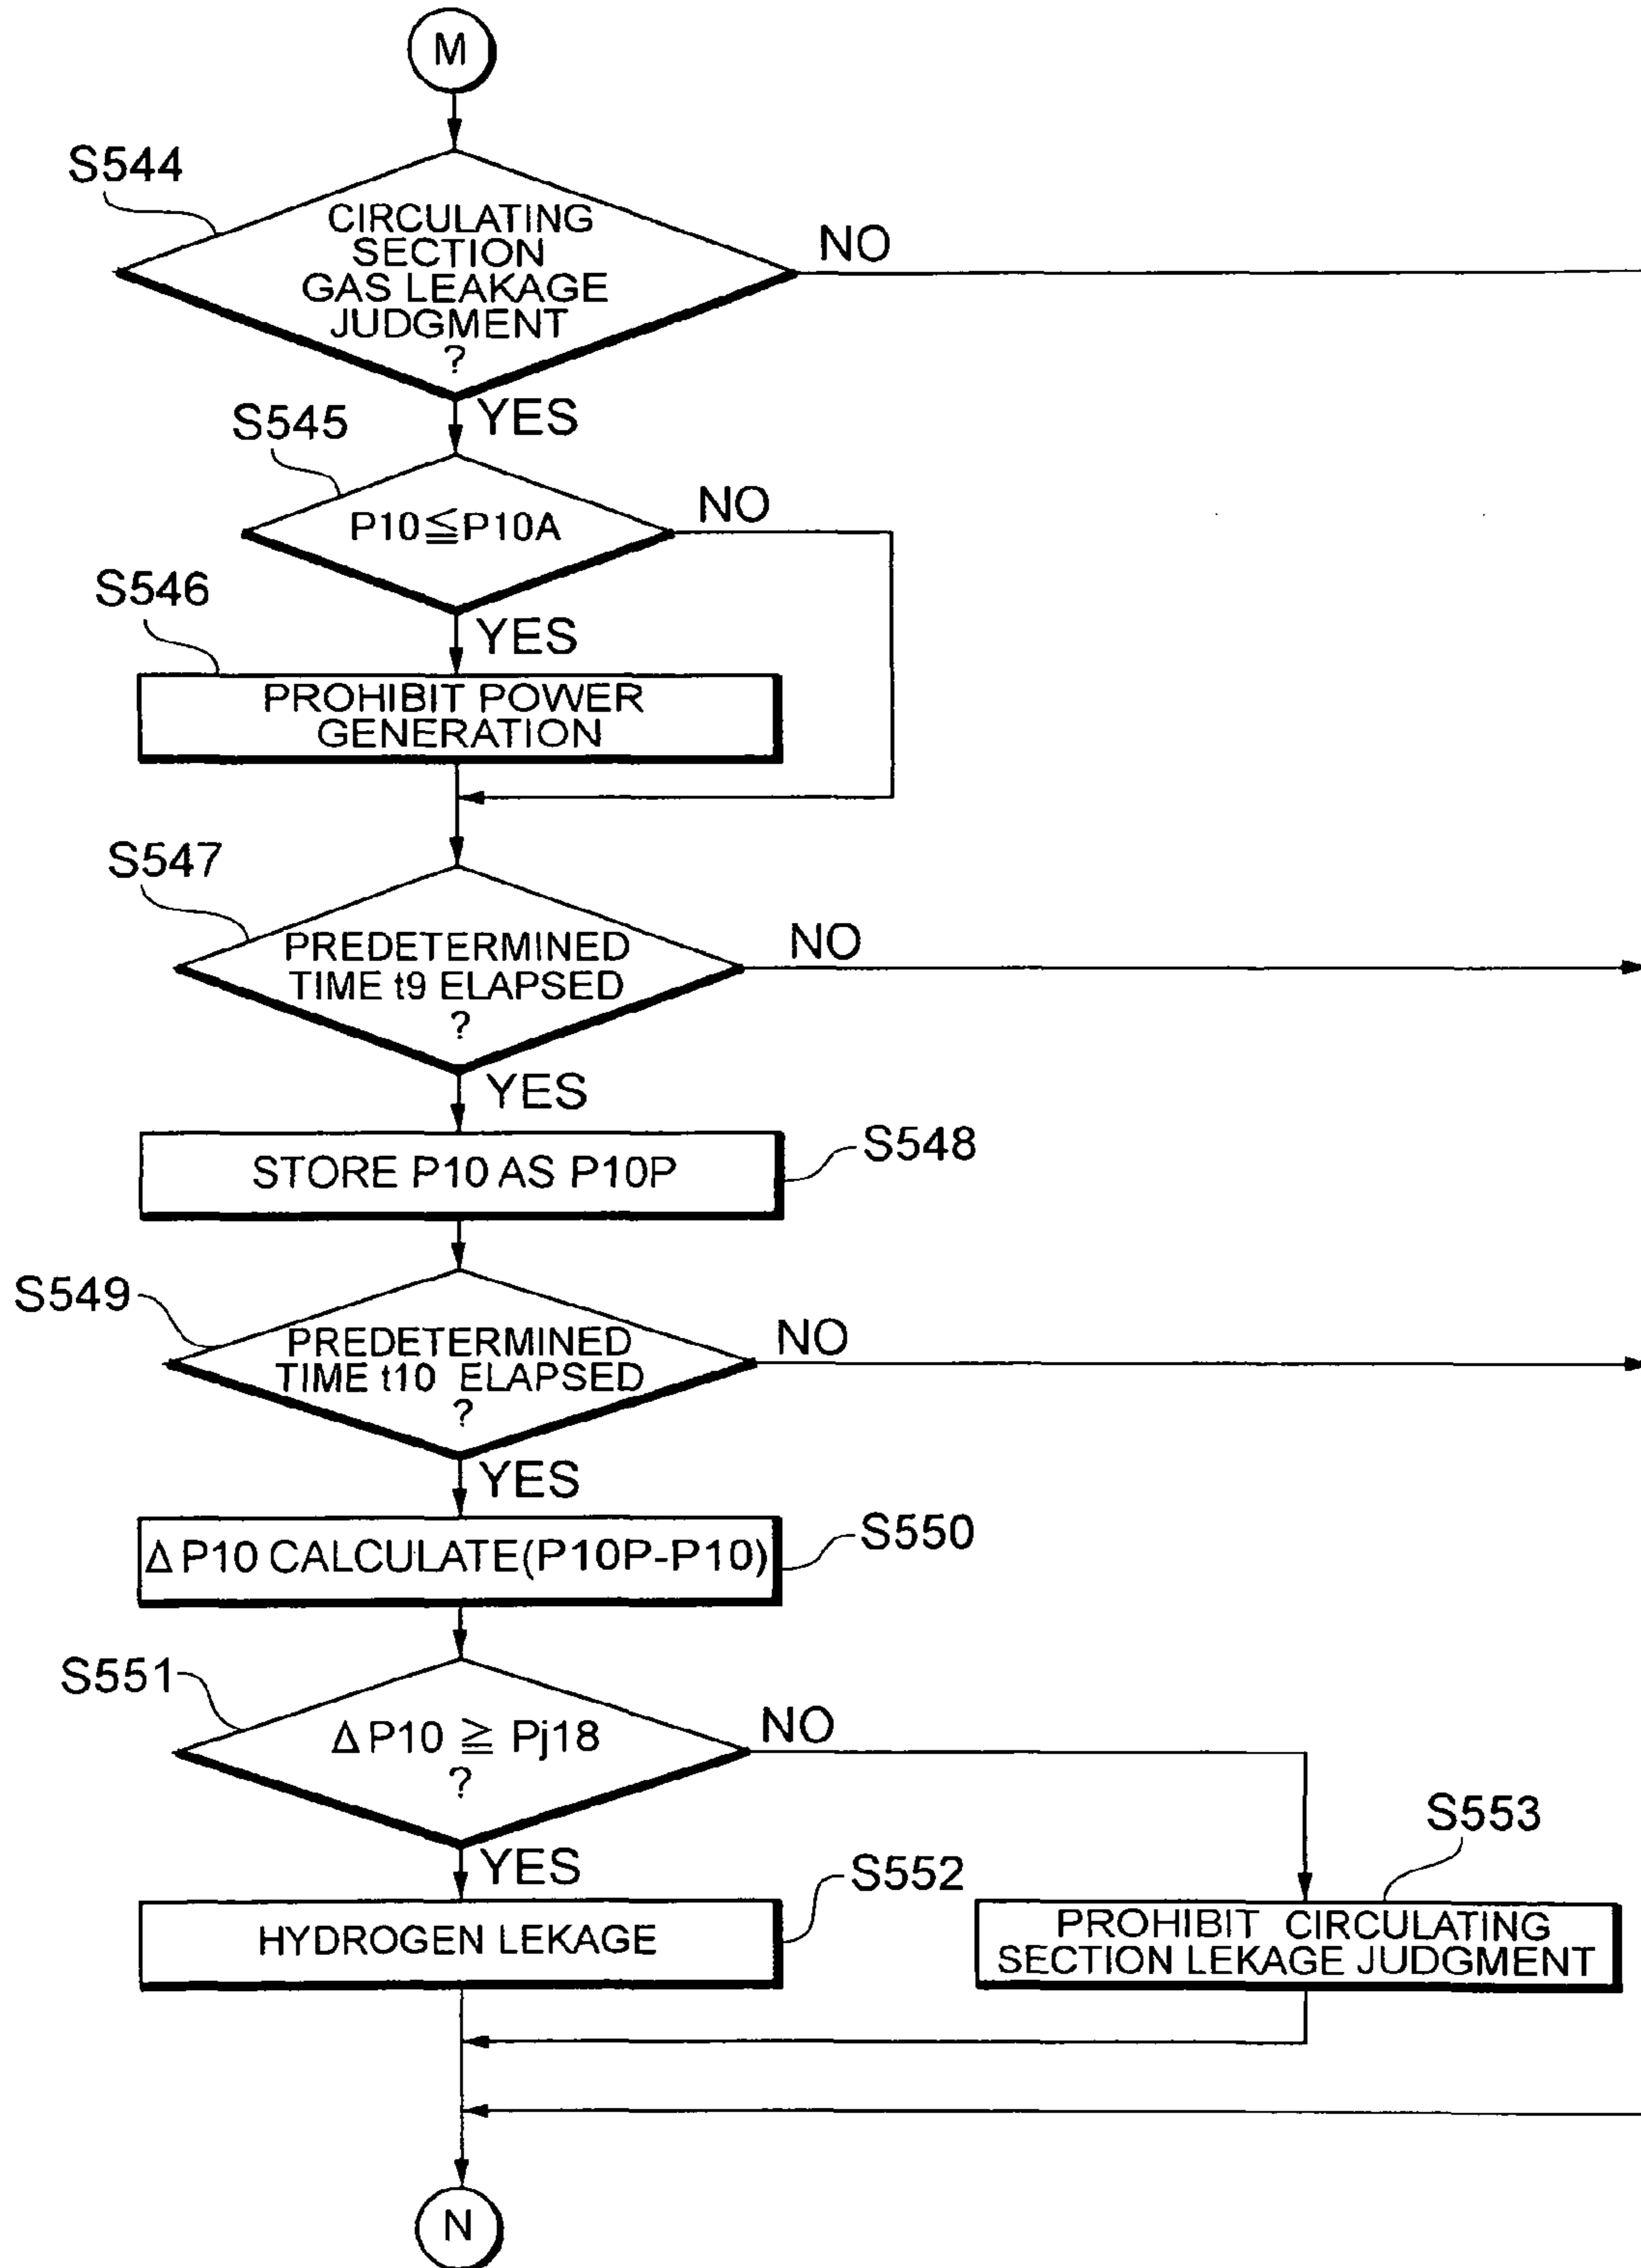 M
S544
CIRCULATING
SECTION
GAS LEAKAGE
JUDGMENT
?
NO
YES
S545
P10≦P10A
NO
YES
S546
PROHIBIT POWER
GENERATION
S547
PREDETERMINED
TIME t9 ELAPSED
?
NO
YES
STORE P10 AS P10P
S548
S549
PREDETERMINED
TIME t10 ELAPSED
?
NO
YES
Δ P10 CALCULATE(P10P-P10)
S550
S551
Δ P10 ≧ Pj18
?
NO
YES
HYDROGEN LEKAGE
S552
S553
PROHIBIT CIRCULATING
SECTION LEKAGE JUDGMENT
N